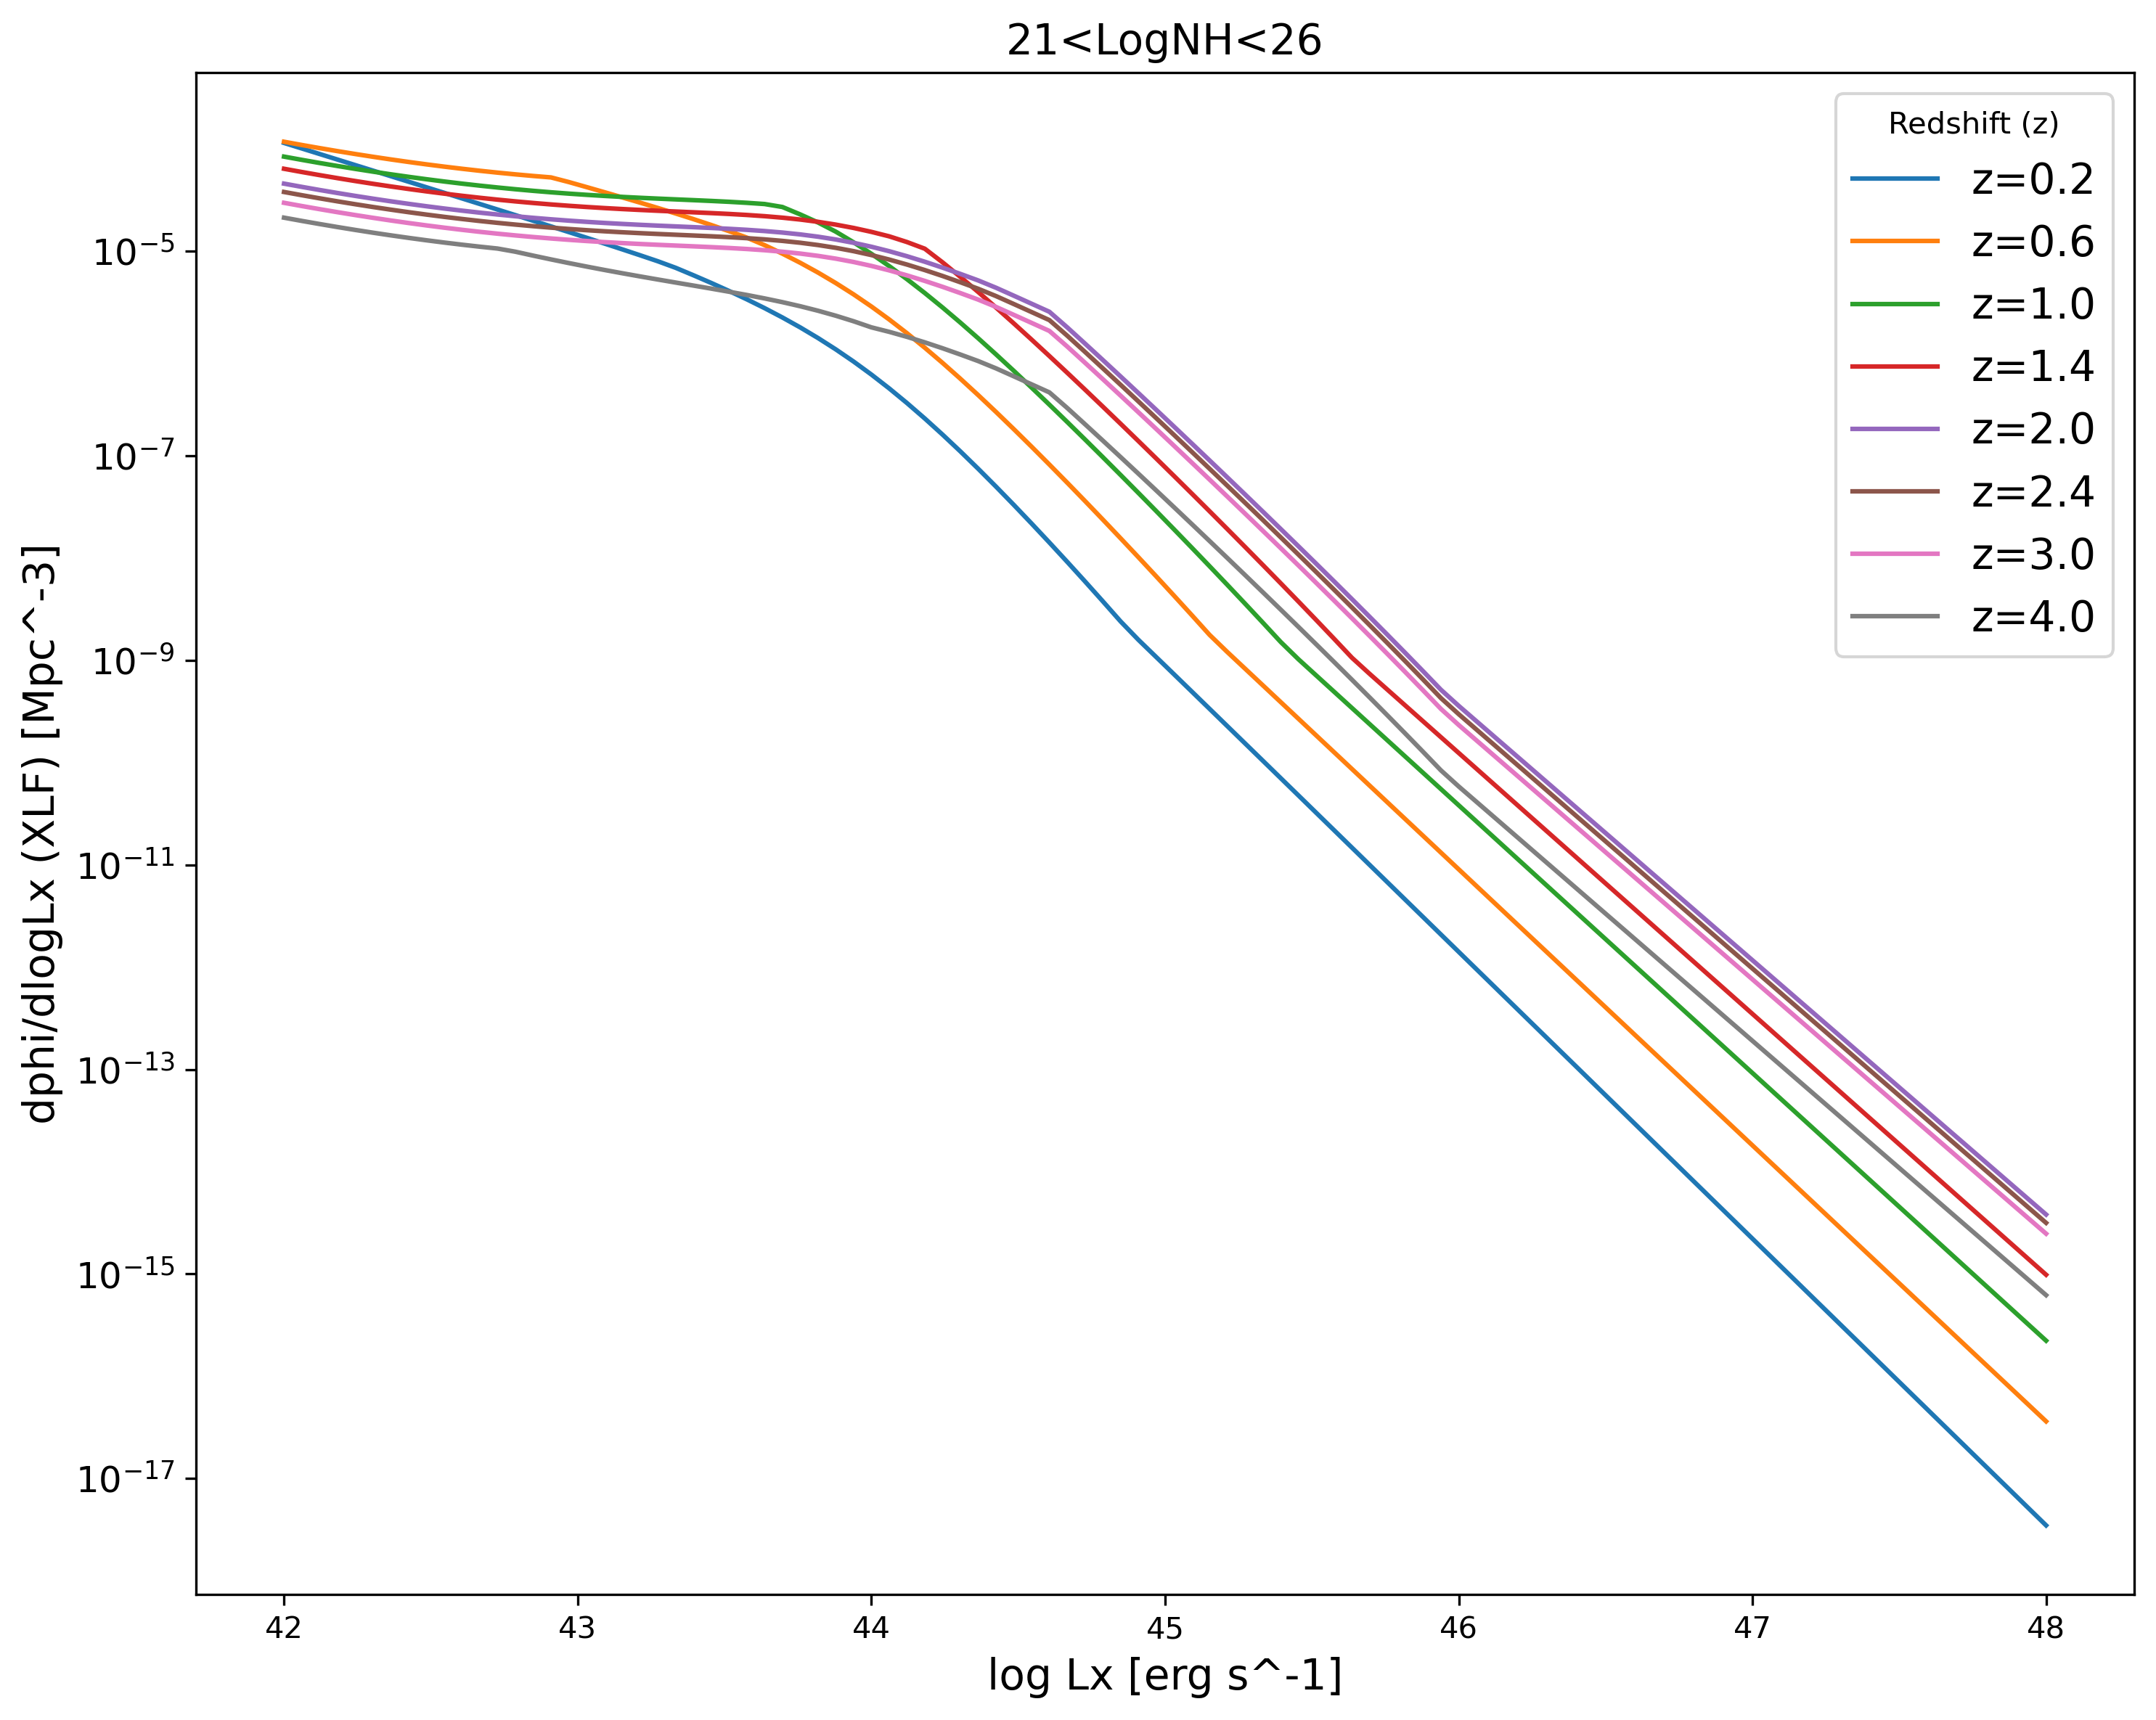 21<LogNH<26
Redshift (z)
z=0.2
z=0.6
z=1.0
z=1.4
z=2.0
z=2.4
z=3.0
z=4.0
dphi/dlogLx (XLF) [Mpc^-3]
10⁻⁵
10⁻⁷
10⁻⁹
10⁻¹¹
10⁻¹³
10⁻¹⁵
10⁻¹⁷
42 43 44 45 46 47 48
log Lx [erg s^-1]